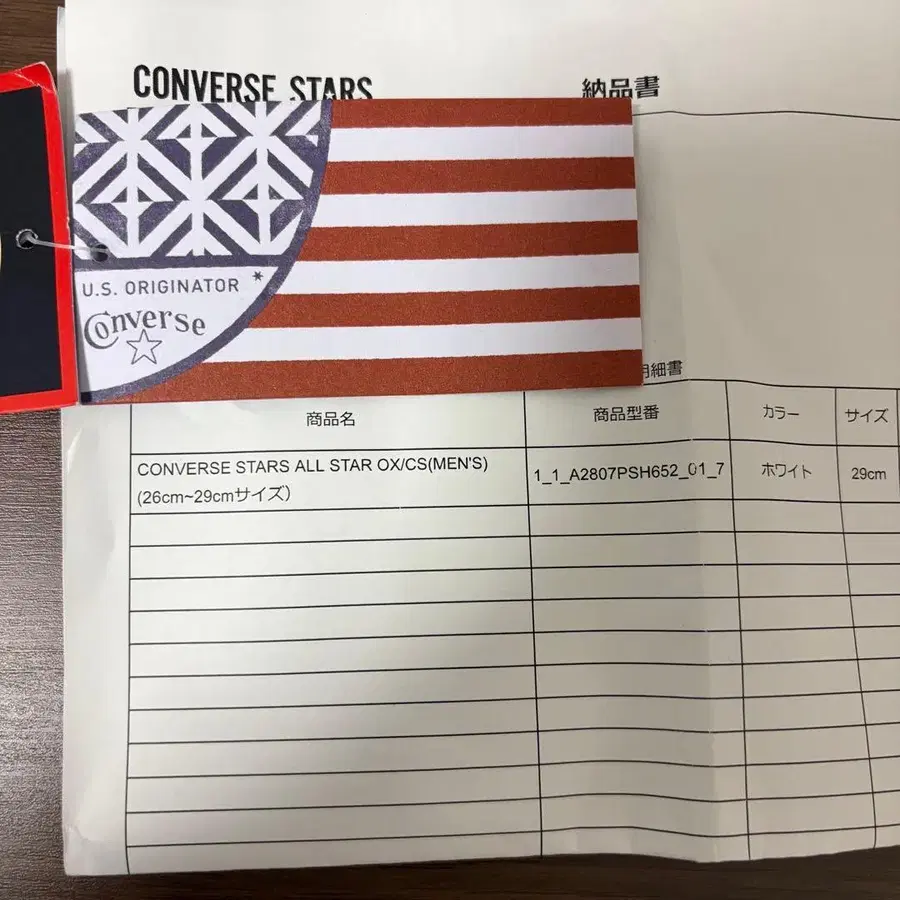 CONVERSE STARS
納品書
U.S. ORIGINATOR
Converse
明細書
商品名 商品型番 カラー サイズ
CONVERSE STARS ALL STAR OX/CS(MEN'S)
(26cm~29cmサイズ)
1_1_A2807PSH652_01_7 ホワイト 29cm